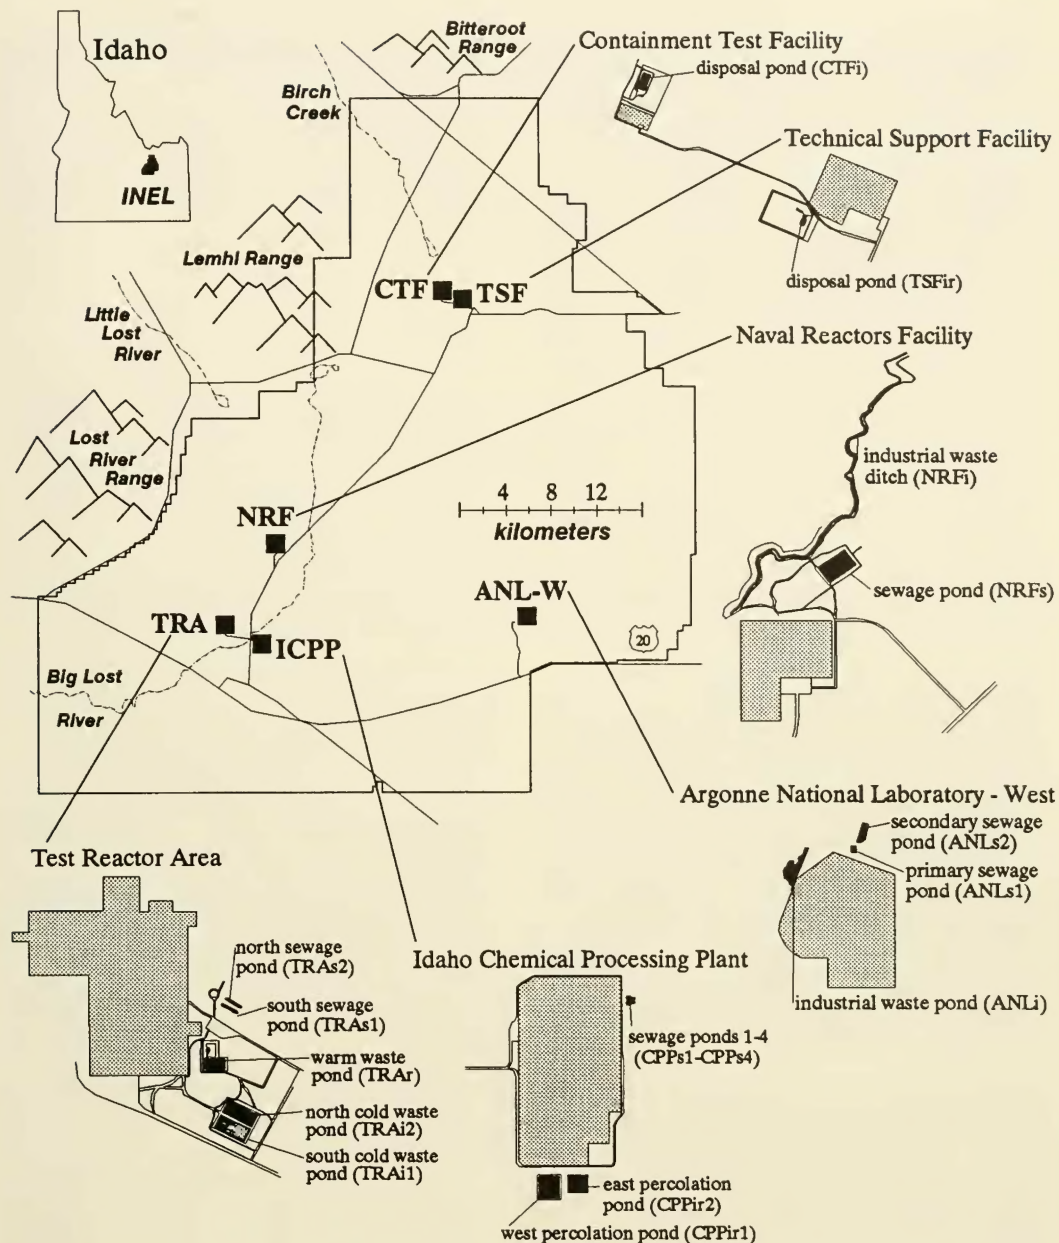 Idaho
INEL
Bitteroot
Range
Birch
Creek
Containment Test Facility
disposal pond (CTFi)
Technical Support Facility
disposal pond (TSFir)
Lemhi Range
CTF
TSF
Little
Lost
River
Naval Reactors Facility
industrial waste
ditch (NRFi)
sewage pond (NRFs)
Lost
River
Range
4 8 12
kilometers
NRF
ANL-W
TRA
ICPP
20
Big Lost
River
Argonne National Laboratory - West
secondary sewage
pond (ANLs2)
primary sewage
pond (ANLs1)
industrial waste pond (ANLi)
Test Reactor Area
north sewage
pond (TRAs2)
south sewage
pond (TRAs1)
warm waste
pond (TRAr)
north cold waste
pond (TRAi2)
south cold waste
pond (TRAi1)
Idaho Chemical Processing Plant
sewage ponds 1-4
(CPPs1-CPPs4)
east percolation
pond (CPPir2)
west percolation pond (CPPir1)